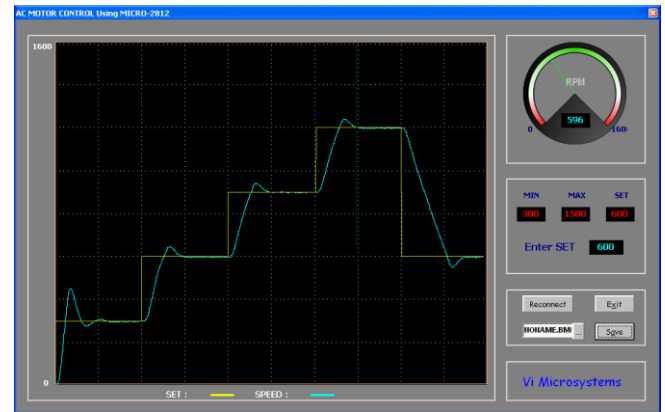 AC MOTOR CONTROL Using MICRO-2812
1600
0
SET : SPEED :
RPM
596
0 160
MIN MAX SET
300 1500 600
Enter SET 600
Reconnect Exit
NONAME.BMI ... Save
Vi Microsystems